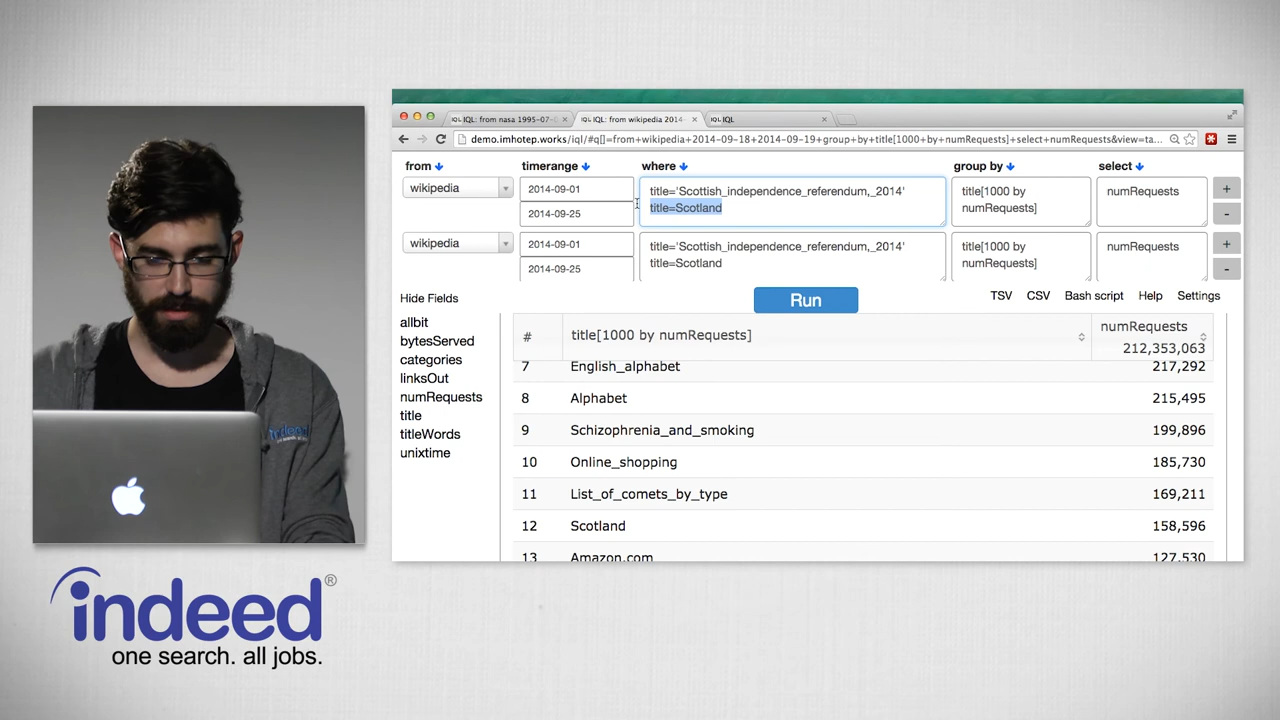 IQL: from nasa 1995-07-
IQL: from wikipedia 2014-
IQL
demo.imhotep.works/iql/#q[]=from+wikipedia+2014-09-18+2014-09-19+group+by+title[1000+by+numRequests]+select+numRequests&view=ta...
from
timerange
where
group by
select
wikipedia
2014-09-01
2014-09-25
title='Scottish_independence_referendum,_2014'
title=Scotland
title[1000 by
numRequests]
numRequests
+
-
wikipedia
2014-09-01
2014-09-25
title='Scottish_independence_referendum,_2014'
title=Scotland
title[1000 by
numRequests]
numRequests
+
-
Hide Fields
Run
TSV CSV Bash script Help Settings
allbit
bytesServed
categories
linksOut
numRequests
title
titleWords
unixtime
# title[1000 by numRequests] numRequests
212,353,063
7 English_alphabet 217,292
8 Alphabet 215,495
9 Schizophrenia_and_smoking 199,896
10 Online_shopping 185,730
11 List_of_comets_by_type 169,211
12 Scotland 158,596
13 Amazon.com 127,530
indeed
indeed®
one search. all jobs.